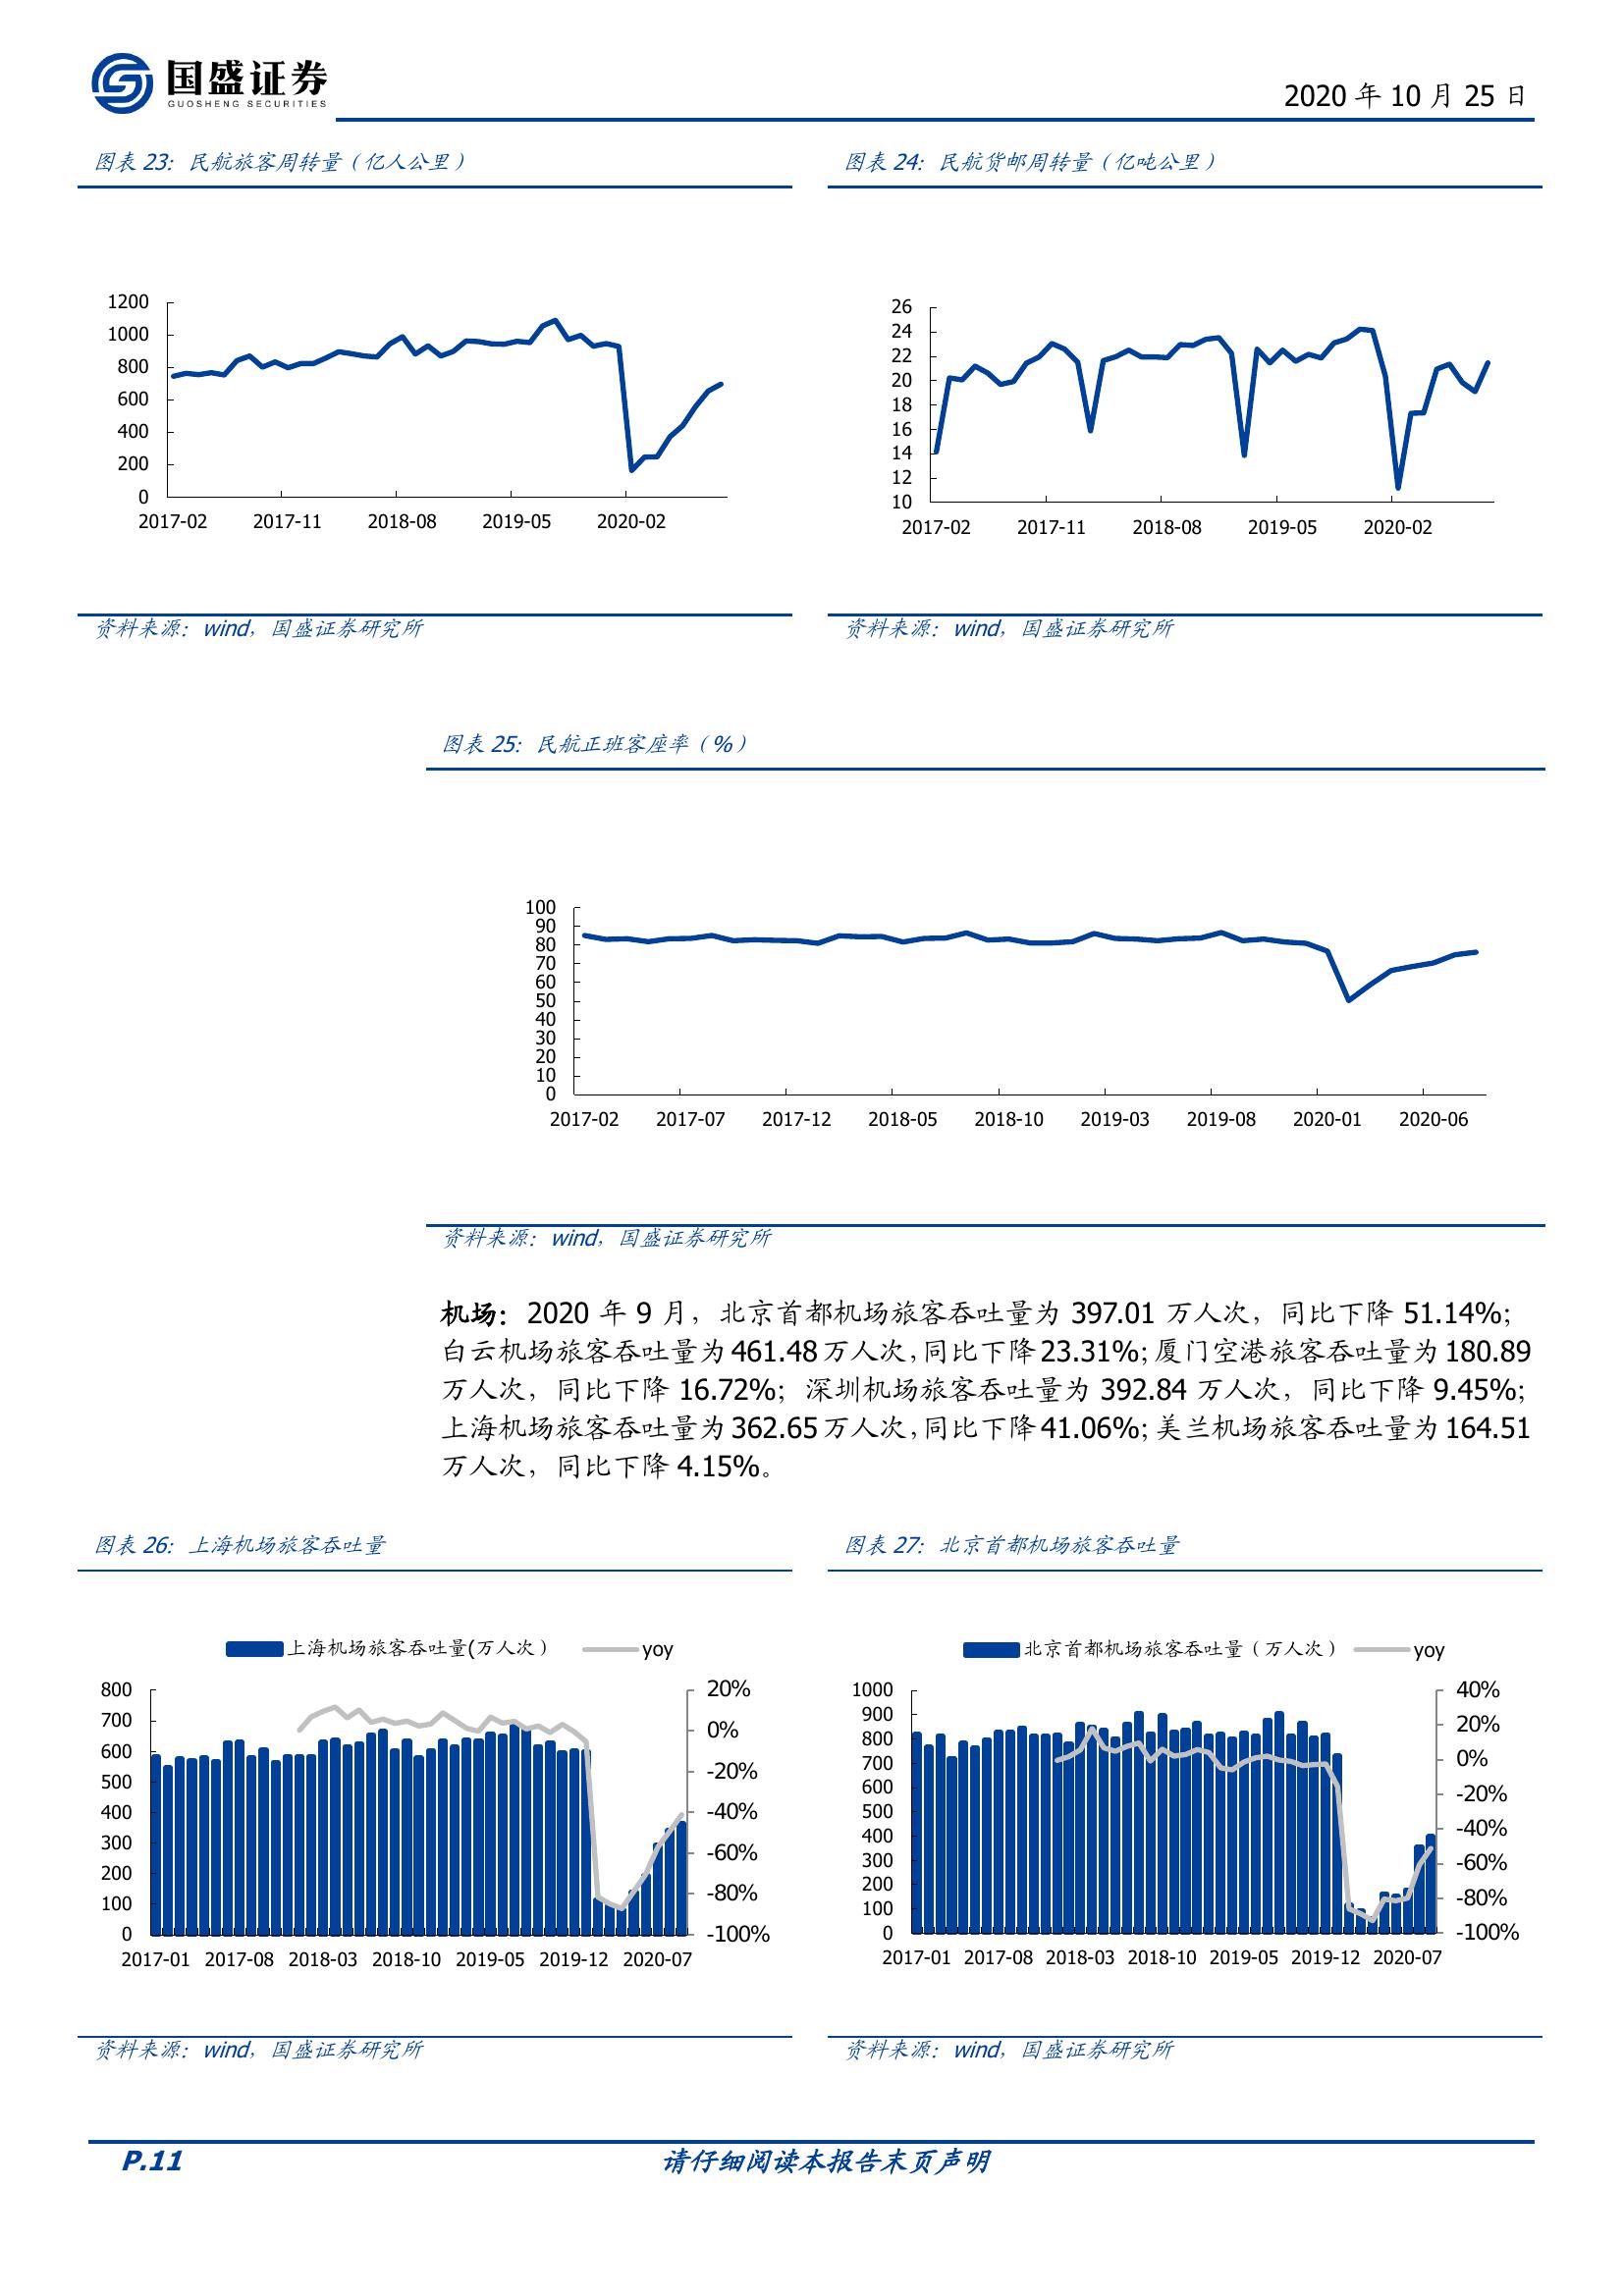 国盛证券
GUOSHENG SECURITIES
2020 年 10 月 25 日
图表 23: 民航旅客周转量（亿人公里）
1200
1000
800
600
400
200
0
2017-02 2017-11 2018-08 2019-05 2020-02
资料来源：wind，国盛证券研究所
图表 24: 民航货邮周转量（亿吨公里）
26
24
22
20
18
16
14
12
10
2017-02 2017-11 2018-08 2019-05 2020-02
资料来源：wind，国盛证券研究所
图表 25: 民航正班客座率（%）
100
90
80
70
60
50
40
30
20
10
0
2017-02 2017-07 2017-12 2018-05 2018-10 2019-03 2019-08 2020-01 2020-06
资料来源：wind，国盛证券研究所
机场：2020 年 9 月，北京首都机场旅客吞吐量为 397.01 万人次，同比下降 51.14%；
白云机场旅客吞吐量为 461.48 万人次，同比下降 23.31%；厦门空港旅客吞吐量为 180.89
万人次，同比下降 16.72%；深圳机场旅客吞吐量为 392.84 万人次，同比下降 9.45%；
上海机场旅客吞吐量为 362.65 万人次，同比下降 41.06%；美兰机场旅客吞吐量为 164.51
万人次，同比下降 4.15%。
图表 26: 上海机场旅客吞吐量
上海机场旅客吞吐量(万人次） yoy
800
700
600
500
400
300
200
100
0
20%
0%
-20%
-40%
-60%
-80%
-100%
2017-01 2017-08 2018-03 2018-10 2019-05 2019-12 2020-07
资料来源：wind，国盛证券研究所
图表 27: 北京首都机场旅客吞吐量
北京首都机场旅客吞吐量（万人次） yoy
1000
900
800
700
600
500
400
300
200
100
0
40%
20%
0%
-20%
-40%
-60%
-80%
-100%
2017-01 2017-08 2018-03 2018-10 2019-05 2019-12 2020-07
资料来源：wind，国盛证券研究所
P.11
请仔细阅读本报告末页声明